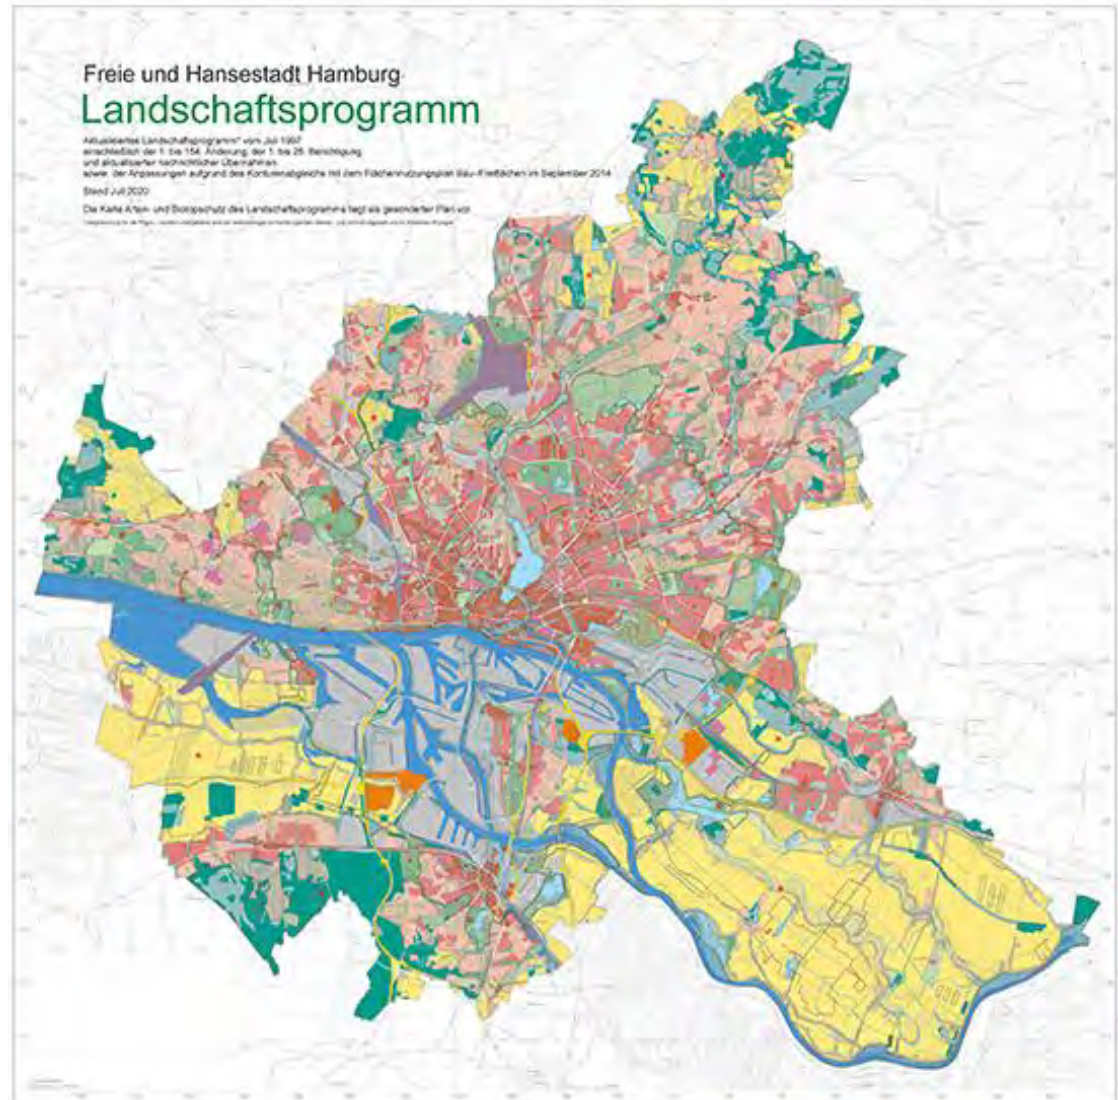 Freie und Hansestadt Hamburg
Landschaftsprogramm
Aktualisiertes Landschaftsprogramm* vom Juli 1997
einschließlich der 1. bis 154. Änderung, der 1. bis 25. Berichtigung
und aktualisierter nachrichtlicher Übernahmen
sowie der Anpassungen aufgrund des Konturenabgleichs mit dem Flächennutzungsplan Bau-/Freiflächen im September 2014
Stand Juli 2020
Die Karte Arten- und Biotopschutz des Landschaftsprogramms liegt als gesonderter Plan vor